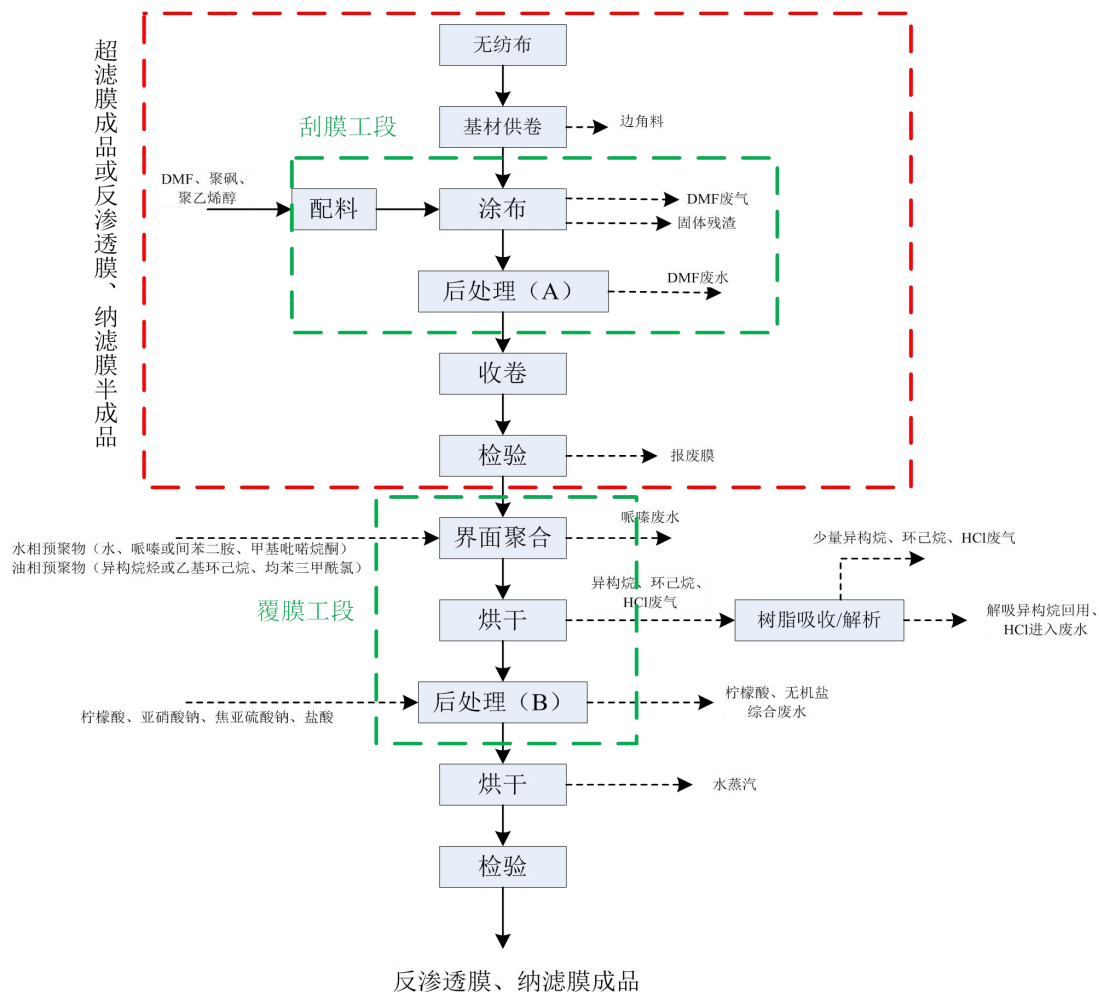 超滤膜成品或反渗透膜、纳滤膜半成品
无纺布
刮膜工段
基材供卷
边角料
DMF、聚砜、
聚乙烯醇
配料
涂布
DMF废气
固体残渣
后处理（A）
DMF废水
收卷
检验
报废膜
水相预聚物（水、哌嗪或间苯二胺、甲基吡喏烷酮）
油相预聚物（异构烷烃或乙基环己烷、均苯三甲酰氯）
界面聚合
哌嗪废水
少量异构烷、环己烷、HCl废气
覆膜工段
烘干
异构烷、环己烷、
HCl废气
树脂吸收/解析
解吸异构烷回用、
HCl进入废水
柠檬酸、亚硝酸钠、焦亚硫酸钠、盐酸
后处理（B）
柠檬酸、无机盐
综合废水
烘干
水蒸汽
检验
反渗透膜、纳滤膜成品